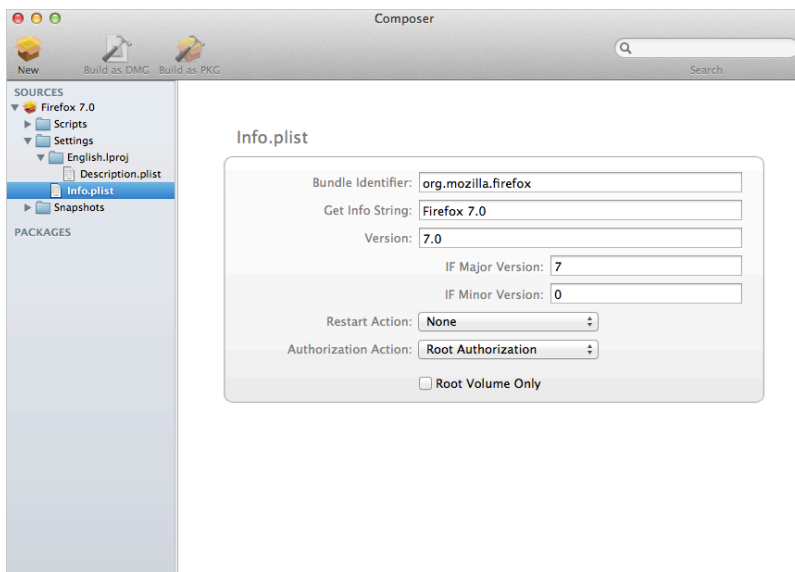 Composer
New
Build as DMG
Build as PKG
Search
SOURCES
Firefox 7.0
Scripts
Settings
English.lproj
Description.plist
Info.plist
Snapshots
PACKAGES
Info.plist
Bundle Identifier: org.mozilla.firefox
Get Info String: Firefox 7.0
Version: 7.0
IF Major Version: 7
IF Minor Version: 0
Restart Action: None
Authorization Action: Root Authorization
Root Volume Only